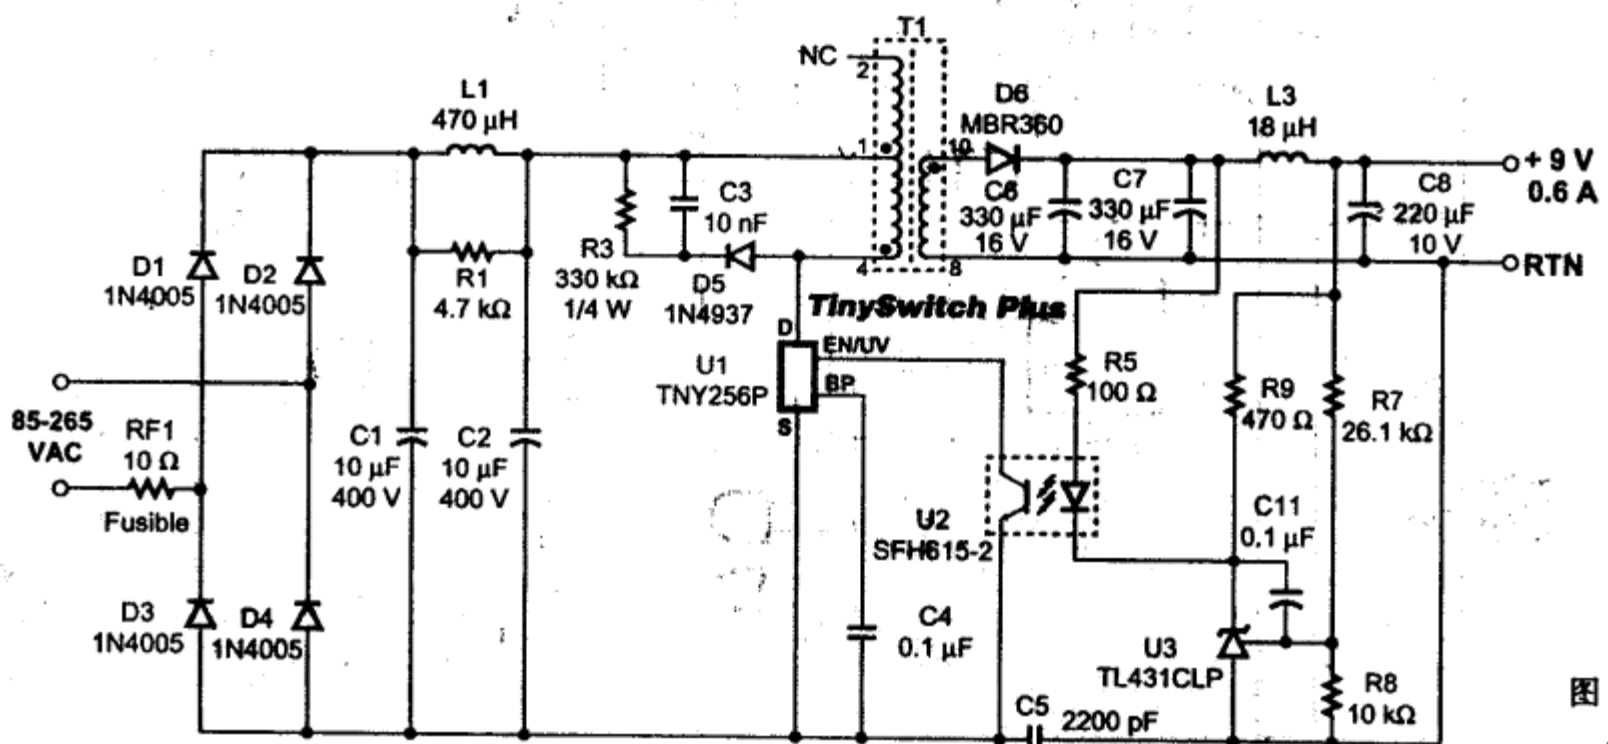 T1
NC
2
L1
470 µH
D6
MBR360
L3
18 µH
1
10
+ 9 V
0.6 A
C3
10 nF
C6
330 µF
16 V
C7
330 µF
16 V
C8
220 µF
10 V
D1
1N4005
D2
1N4005
R1
4.7 kΩ
R3
330 kΩ
1/4 W
D5
1N4937
4
8
RTN
TinySwitch Plus
D
EN/UV
U1
TNY256P
BP
S
R5
100 Ω
R9
470 Ω
R7
26.1 kΩ
85-265
VAC
RF1
10 Ω
Fusible
C1
10 µF
400 V
C2
10 µF
400 V
U2
SFH615-2
C11
0.1 µF
D3
1N4005
D4
1N4005
C4
0.1 µF
U3
TL431CLP
R8
10 kΩ
C5
2200 pF
图